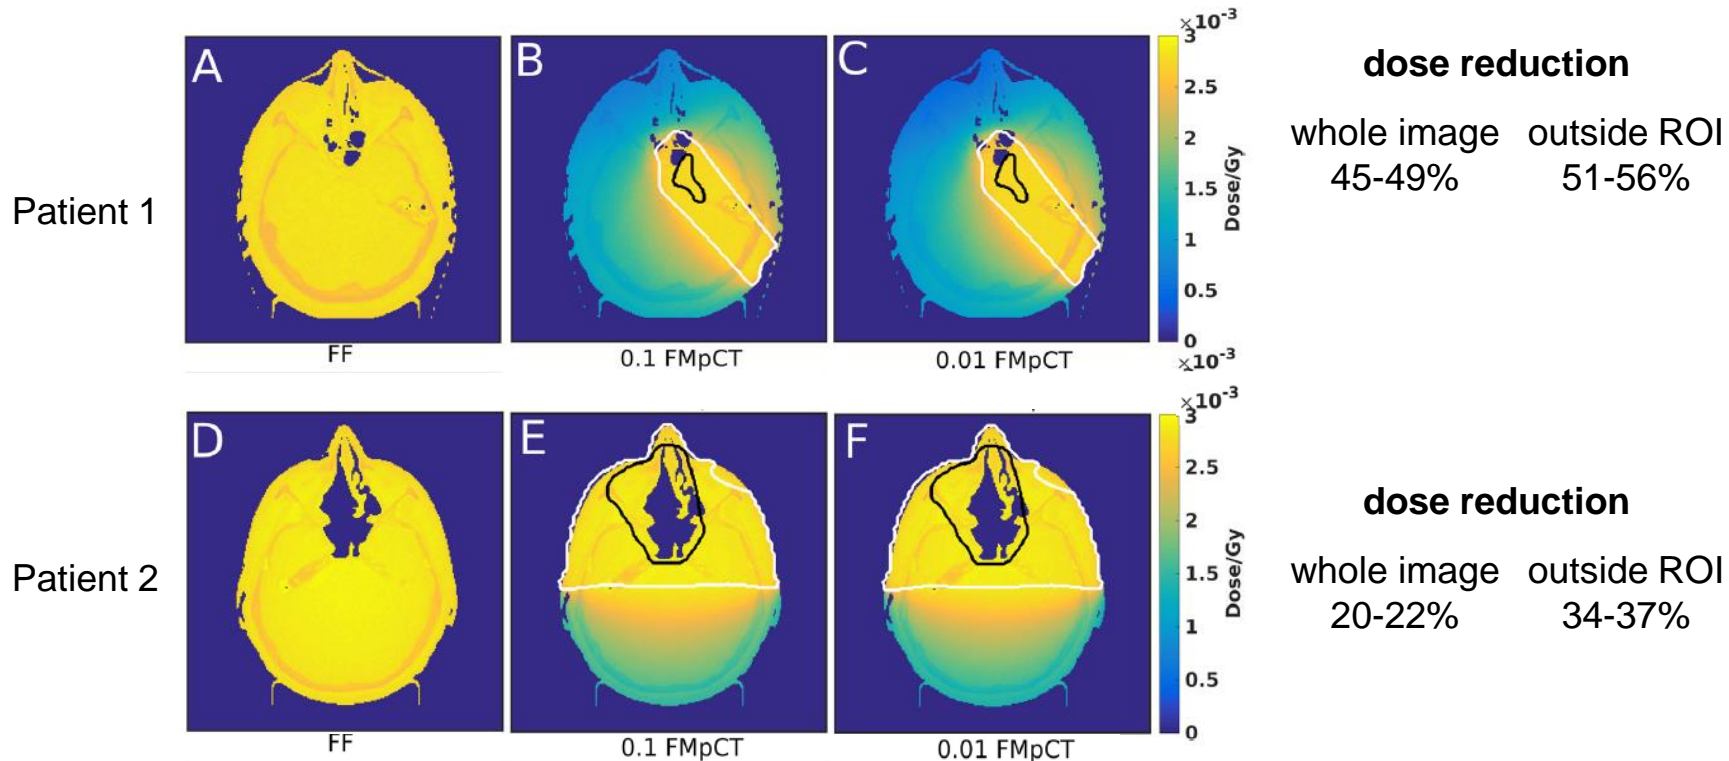 Patient 1
A
B
C
FF
0.1 FMpCT
0.01 FMpCT
×10⁻³
3
2.5
2
1.5
1
0.5
0
Dose/Gy
dose reduction
whole image outside ROI
45-49% 51-56%
Patient 2
D
E
F
FF
0.1 FMpCT
0.01 FMpCT
×10⁻³
3
2.5
2
1.5
1
0.5
0
Dose/Gy
dose reduction
whole image outside ROI
20-22% 34-37%